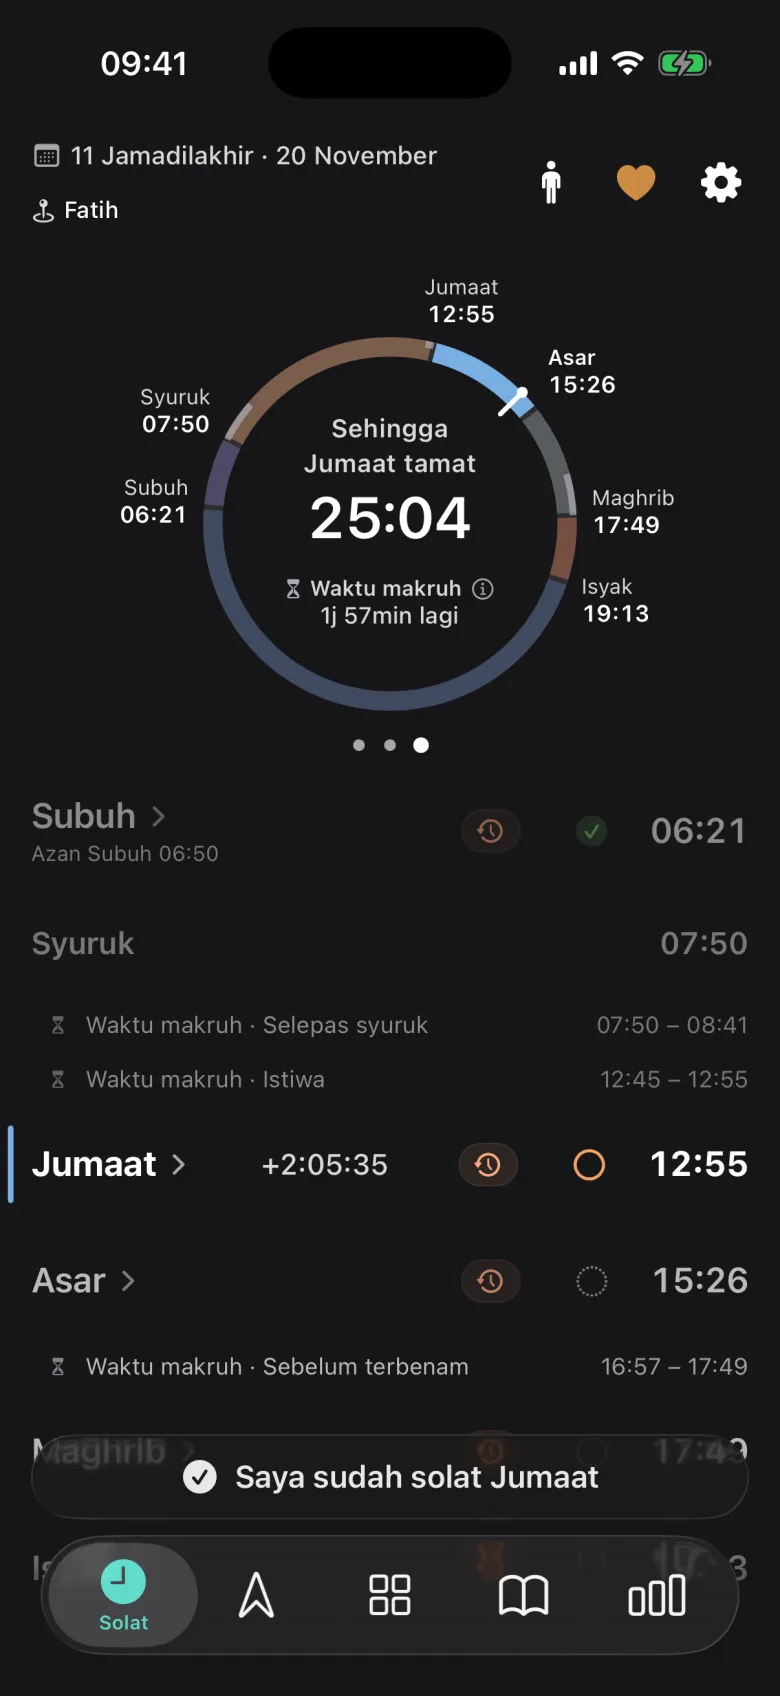 09:41
11 Jamadilakhir · 20 November
Fatih
Jumaat
12:55
Asar
15:26
Syuruk
07:50
Sehingga
Jumaat tamat
25:04
Subuh
06:21
Maghrib
17:49
Waktu makruh
1j 57min lagi
Isyak
19:13
Subuh 06:21
Azan Subuh 06:50
Syuruk 07:50
Waktu makruh · Selepas syuruk 07:50 – 08:41
Waktu makruh · Istiwa 12:45 – 12:55
Jumaat +2:05:35 12:55
Asar 15:26
Waktu makruh · Sebelum terbenam 16:57 – 17:49
Maghrib 17:49
Saya sudah solat Jumaat
Solat